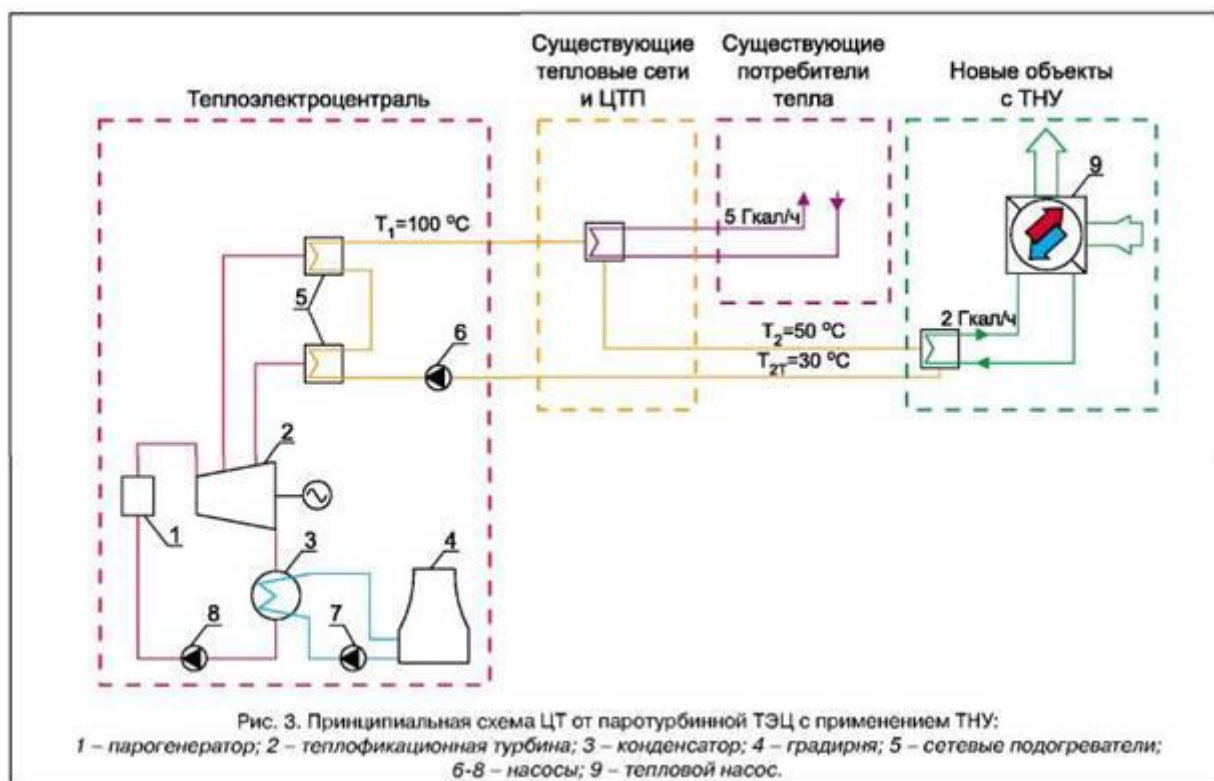 Теплоэлектроцентраль
Существующие
тепловые сети
и ЦТП
Существующие
потребители
тепла
Новые объекты
с ТНУ
T₁=100 ⁰C
5 Гкал/ч
9
5
6
2 Гкал/ч
T₂=50 ⁰C
T₂ₜ=30 ⁰C
2
1
3
4
8
7
Рис. 3. Принципиальная схема ЦТ от паротурбинной ТЭЦ с применением ТНУ:
1 – парогенератор; 2 – теплофикационная турбина; 3 – конденсатор; 4 – градирня; 5 – сетевые подогреватели;
6-8 – насосы; 9 – тепловой насос.